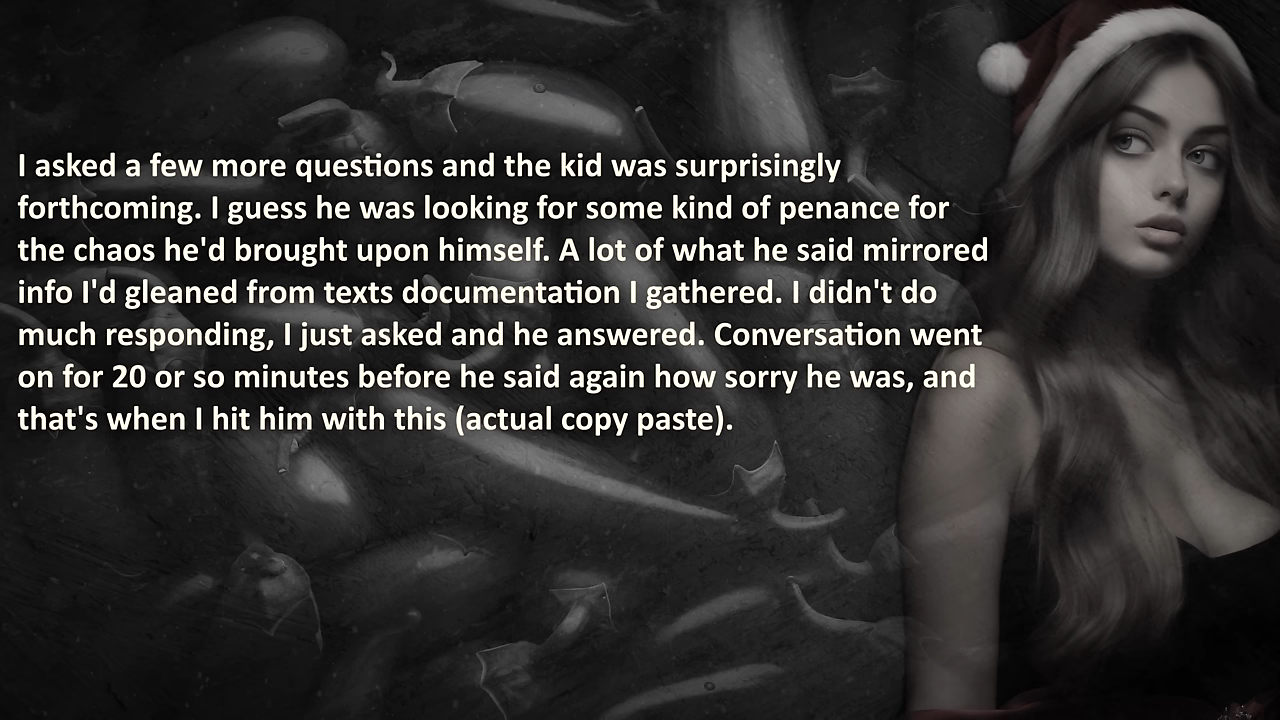 I asked a few more questions and the kid was surprisingly
forthcoming. I guess he was looking for some kind of penance for
the chaos he'd brought upon himself. A lot of what he said mirrored
info I'd gleaned from texts documentation I gathered. I didn't do
much responding, I just asked and he answered. Conversation went
on for 20 or so minutes before he said again how sorry he was, and
that's when I hit him with this (actual copy paste).